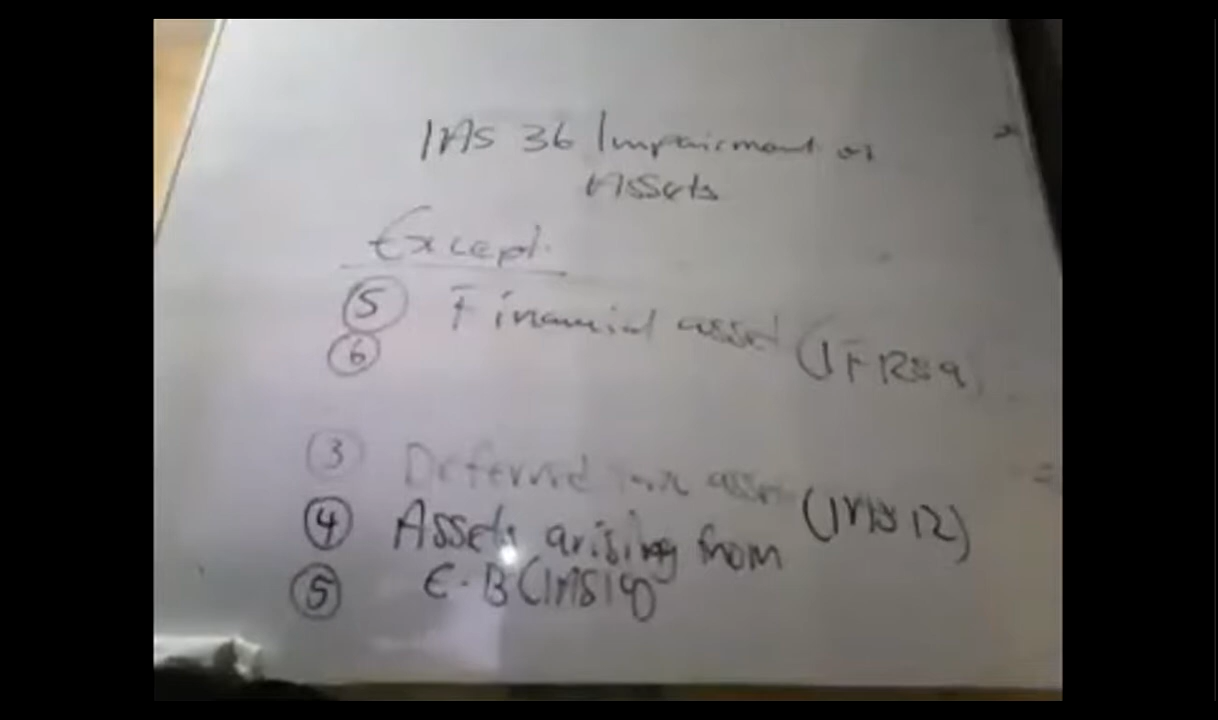 IAS 36 Impairment of
Assets
Except:
⑤ Financial asset (IFRS 9)
⑥
③ Deferred tax asset (IAS 12)
④ Assets arising from
E.B (IAS 19)
⑤